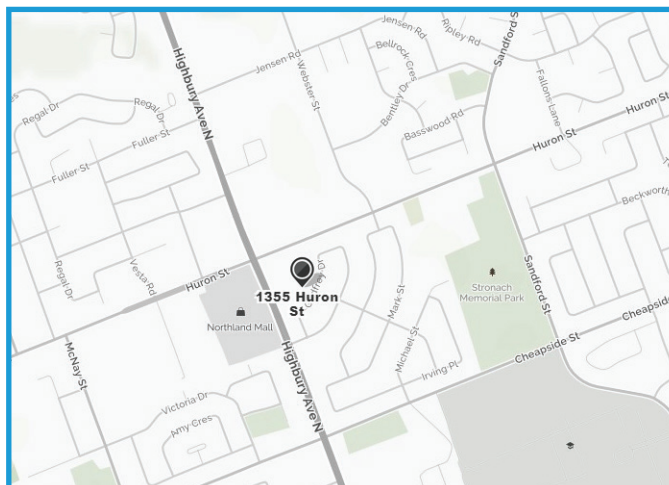 Jensen Rd
Ripley Rd
Sandford St
Highbury Ave N
Bellrock Cres
Jensen Rd
Webster St
Bentley Dr
Fallons Lane
Regal Dr
Regal Dr
Huron St
Fuller St
Basswood Rd
Huron St
Fuller St
Beckworth
Regal Dr
Vesta Rd
Huron St
1355 Huron
St
Stronach
Memorial Park
Sandford St
Mark St
Northland Mall
Cheapside
Michael St
Cheapside St
McNay St
Highbury Ave N
Irving Pl
Victoria Dr
Amy Cres